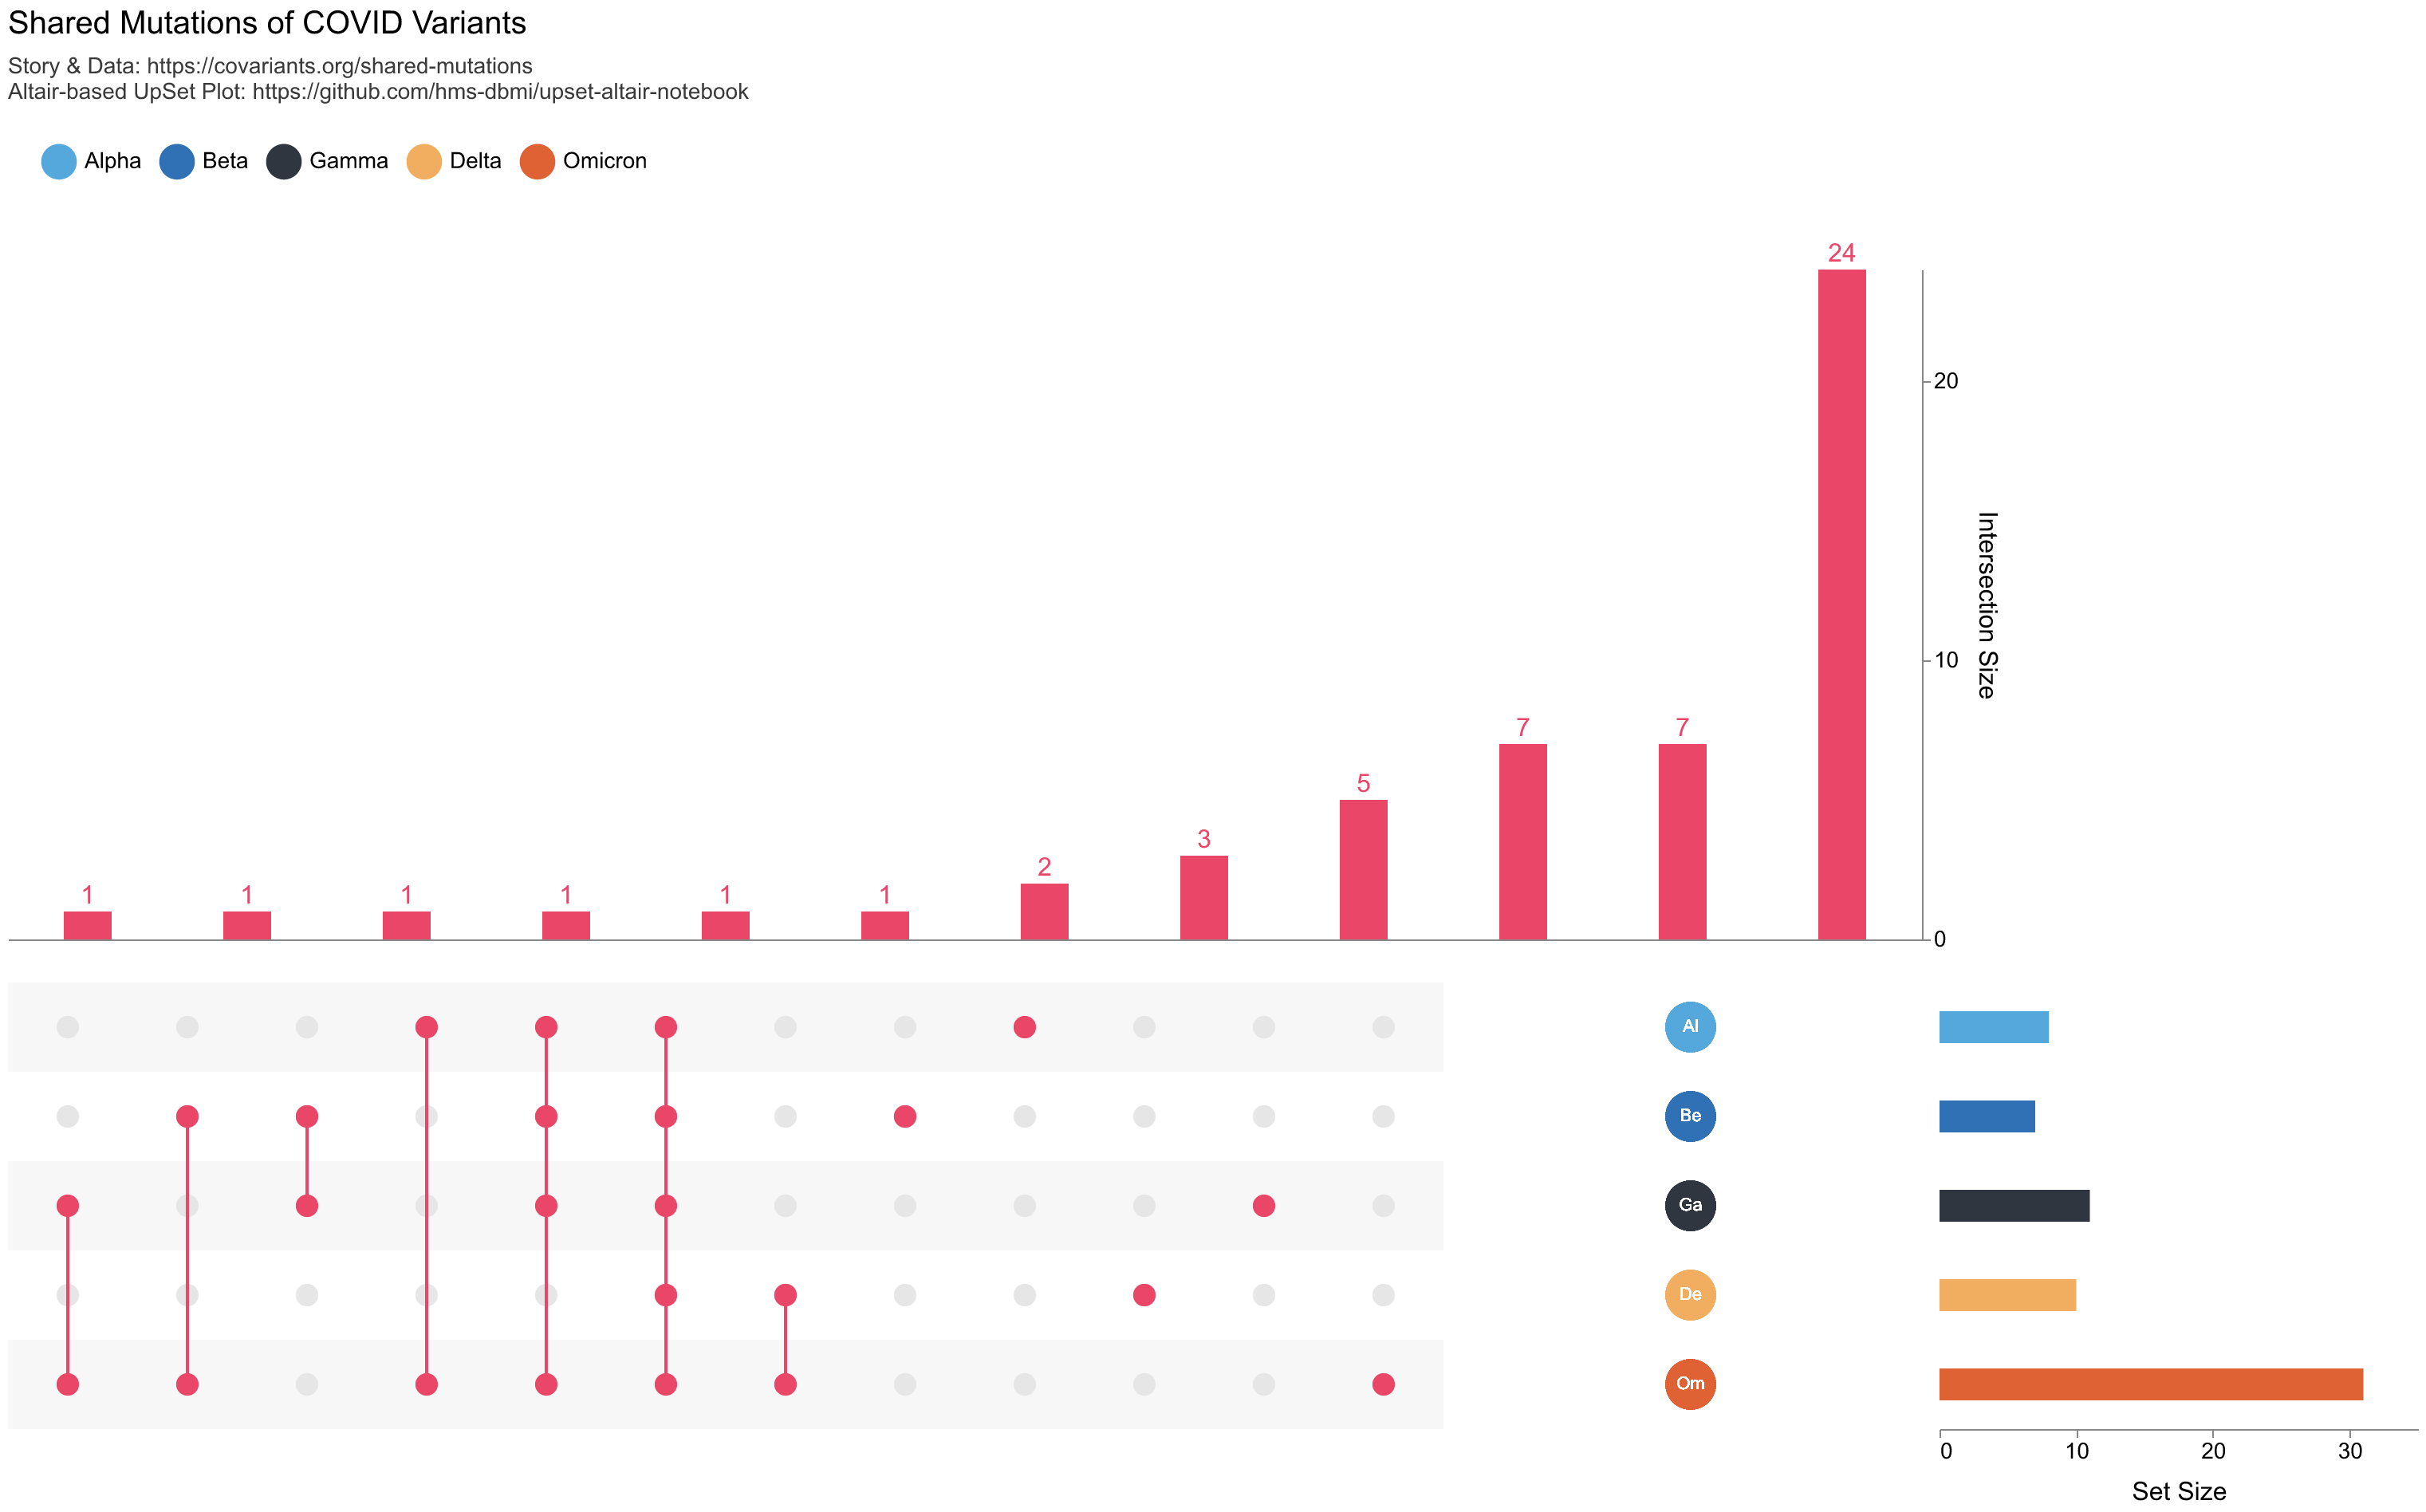 Shared Mutations of COVID Variants
Story & Data: https://covariants.org/shared-mutations
Altair-based UpSet Plot: https://github.com/hms-dbmi/upset-altair-notebook
Alpha Beta Gamma Delta Omicron
24
20
Intersection Size
10
7 7
5
3
2
1 1 1 1 1 1
0
Al
Be
Ga
De
Om
0 10 20 30
Set Size